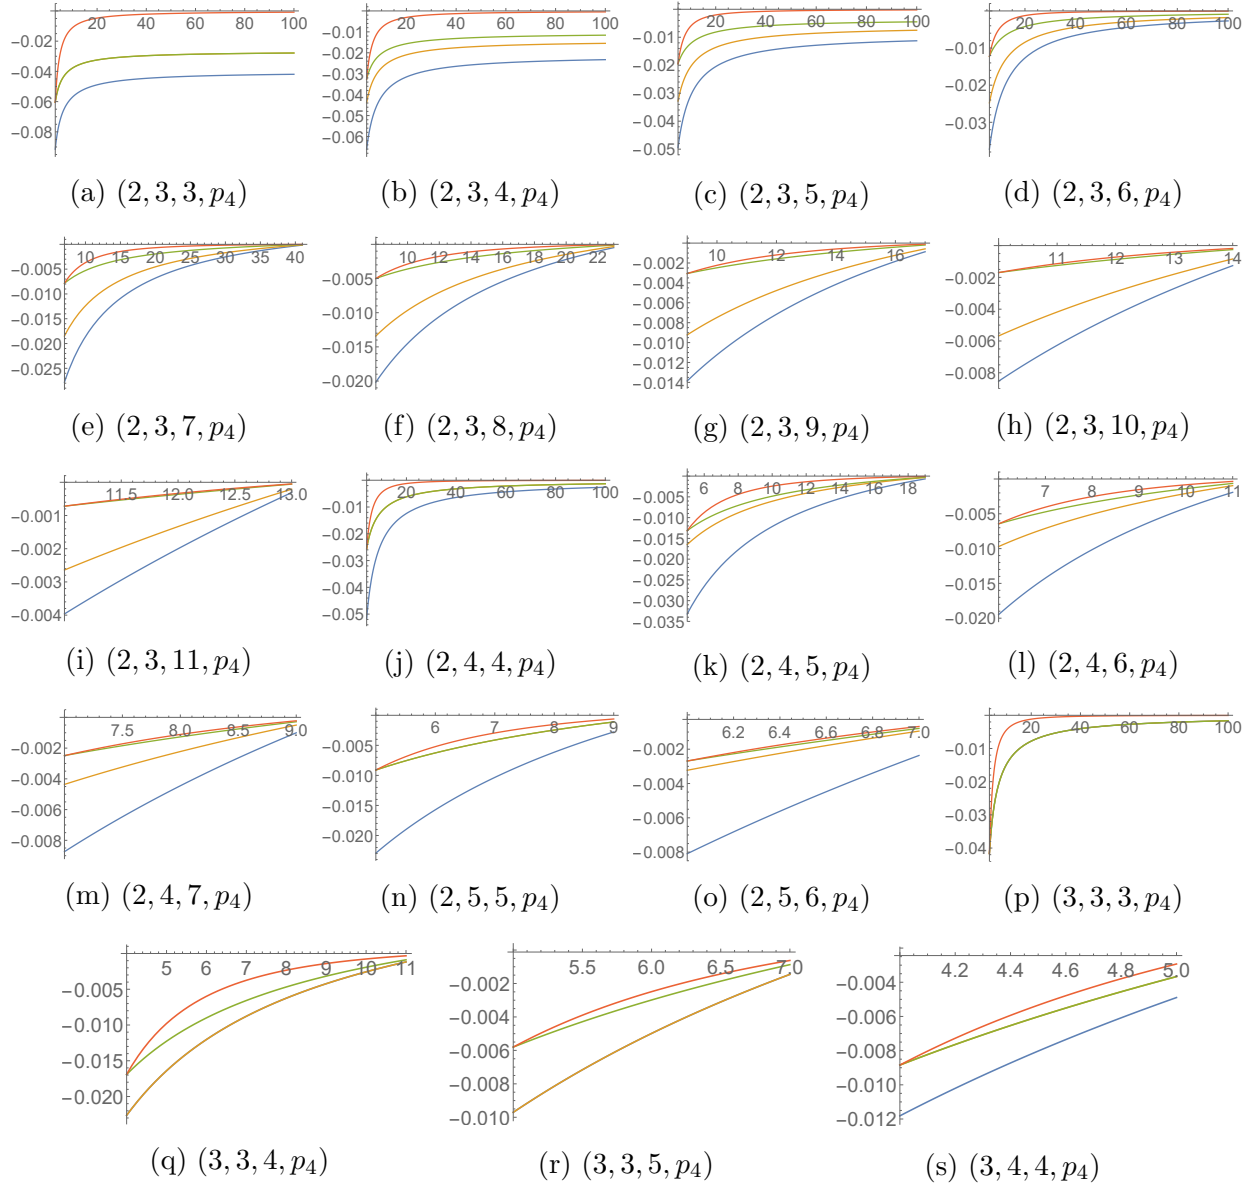 20 40 60 80 100
−0.02
−0.04
−0.06
−0.08
(a) (2, 3, 3, p₄)
20 40 60 80 100
−0.01
−0.02
−0.03
−0.04
−0.05
−0.06
(b) (2, 3, 4, p₄)
20 40 60 80 100
−0.01
−0.02
−0.03
−0.04
−0.05
(c) (2, 3, 5, p₄)
20 40 60 80 100
−0.01
−0.02
−0.03
(d) (2, 3, 6, p₄)
10 15 20 25 30 35 40
−0.005
−0.010
−0.015
−0.020
−0.025
(e) (2, 3, 7, p₄)
10 12 14 16 18 20 22
−0.005
−0.010
−0.015
−0.020
(f) (2, 3, 8, p₄)
10 12 14 16
−0.002
−0.004
−0.006
−0.008
−0.010
−0.012
−0.014
(g) (2, 3, 9, p₄)
11 12 13 14
−0.002
−0.004
−0.006
−0.008
(h) (2, 3, 10, p₄)
11.5 12.0 12.5 13.0
−0.001
−0.002
−0.003
−0.004
(i) (2, 3, 11, p₄)
20 40 60 80 100
−0.01
−0.02
−0.03
−0.04
−0.05
(j) (2, 4, 4, p₄)
6 8 10 12 14 16 18
−0.005
−0.010
−0.015
−0.020
−0.025
−0.030
−0.035
(k) (2, 4, 5, p₄)
7 8 9 10 11
−0.005
−0.010
−0.015
−0.020
(l) (2, 4, 6, p₄)
7.5 8.0 8.5 9.0
−0.002
−0.004
−0.006
−0.008
(m) (2, 4, 7, p₄)
6 7 8 9
−0.005
−0.010
−0.015
−0.020
(n) (2, 5, 5, p₄)
6.2 6.4 6.6 6.8 7.0
−0.002
−0.004
−0.006
−0.008
(o) (2, 5, 6, p₄)
20 40 60 80 100
−0.01
−0.02
−0.03
−0.04
(p) (3, 3, 3, p₄)
5 6 7 8 9 10 11
−0.005
−0.010
−0.015
−0.020
(q) (3, 3, 4, p₄)
5.5 6.0 6.5 7.0
−0.002
−0.004
−0.006
−0.008
−0.010
(r) (3, 3, 5, p₄)
4.2 4.4 4.6 4.8 5.0
−0.004
−0.006
−0.008
−0.010
−0.012
(s) (3, 4, 4, p₄)